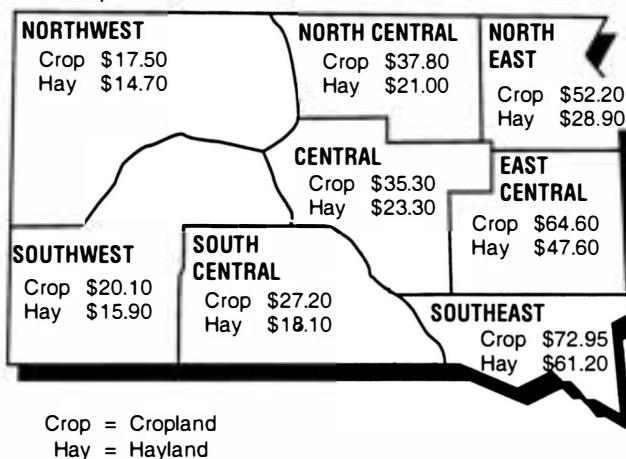 NORTHWEST
Crop $17.50
Hay $14.70
NORTH CENTRAL
Crop $37.80
Hay $21.00
NORTH
EAST
Crop $52.20
Hay $28.90
CENTRAL
Crop $35.30
Hay $23.30
EAST
CENTRAL
Crop $64.60
Hay $47.60
SOUTHWEST
Crop $20.10
Hay $15.90
SOUTH
CENTRAL
Crop $27.20
Hay $18.10
SOUTHEAST
Crop $72.95
Hay $61.20
Crop = Cropland
Hay = Hayland